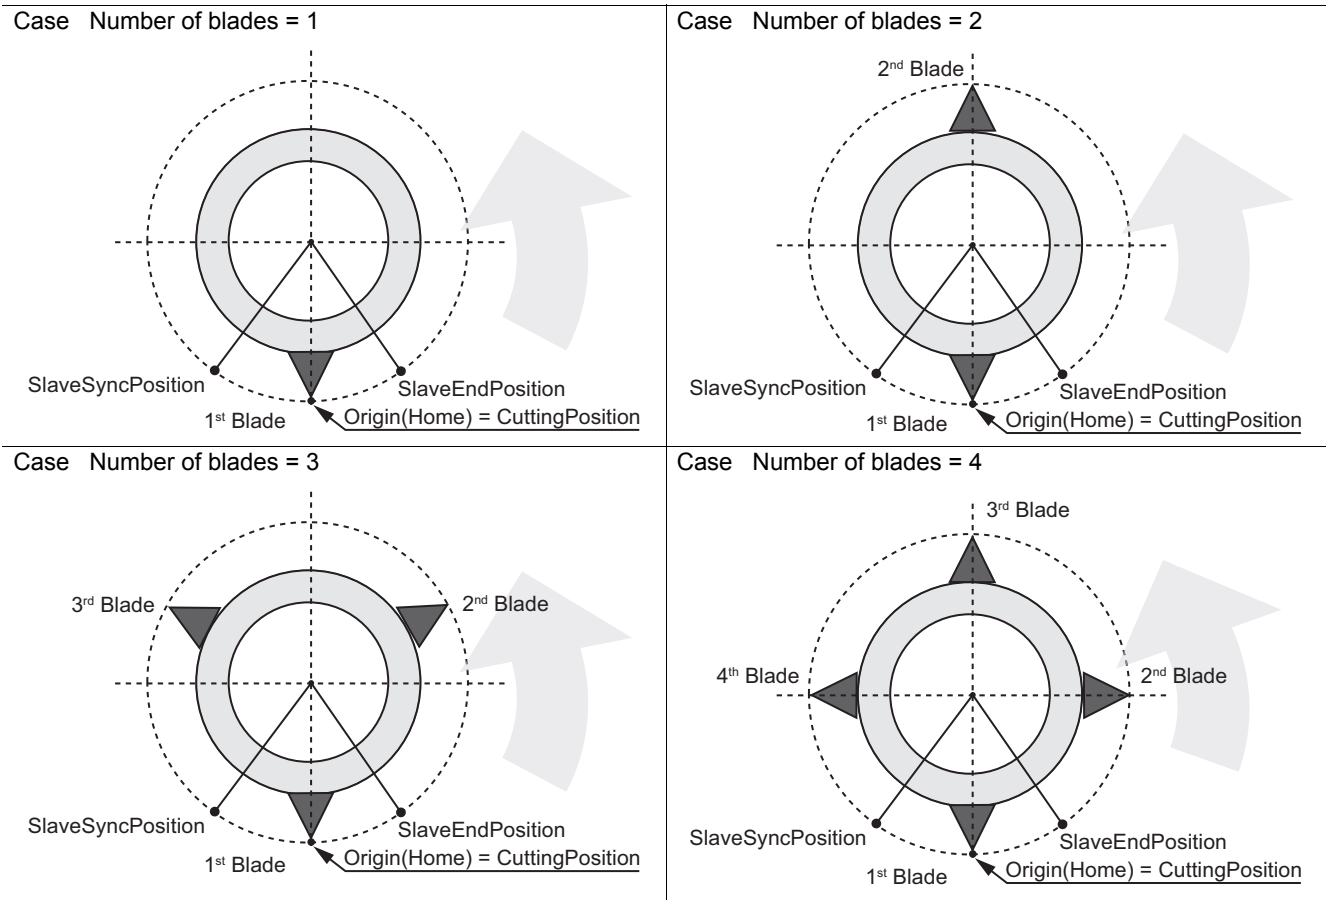 Case Number of blades = 1
SlaveSyncPosition
SlaveEndPosition
1st Blade
Origin(Home) = CuttingPosition
Case Number of blades = 2
2nd Blade
SlaveSyncPosition
SlaveEndPosition
1st Blade
Origin(Home) = CuttingPosition
Case Number of blades = 3
3rd Blade
2nd Blade
SlaveSyncPosition
SlaveEndPosition
1st Blade
Origin(Home) = CuttingPosition
Case Number of blades = 4
3rd Blade
4th Blade
2nd Blade
SlaveSyncPosition
SlaveEndPosition
1st Blade
Origin(Home) = CuttingPosition